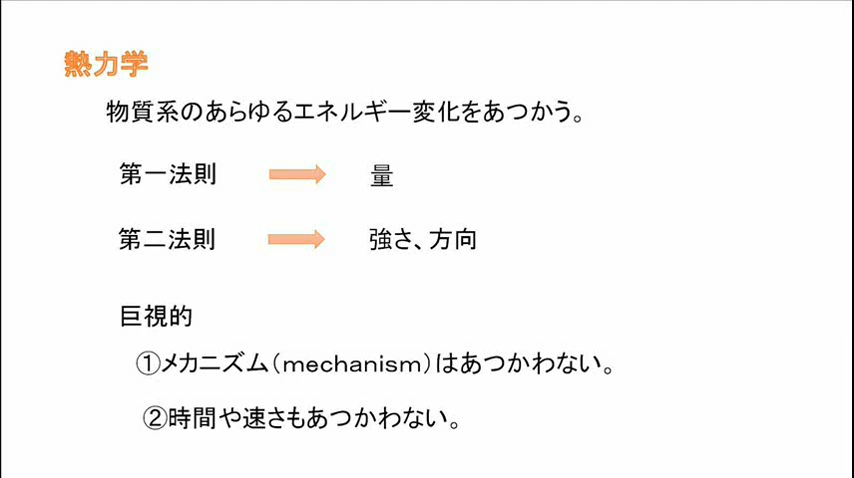 熱力学
物質系のあらゆるエネルギー変化をあつかう。
第一法則 量
第二法則 強さ、方向
巨視的
①メカニズム(mechanism)はあつかわない。
②時間や速さもあつかわない。